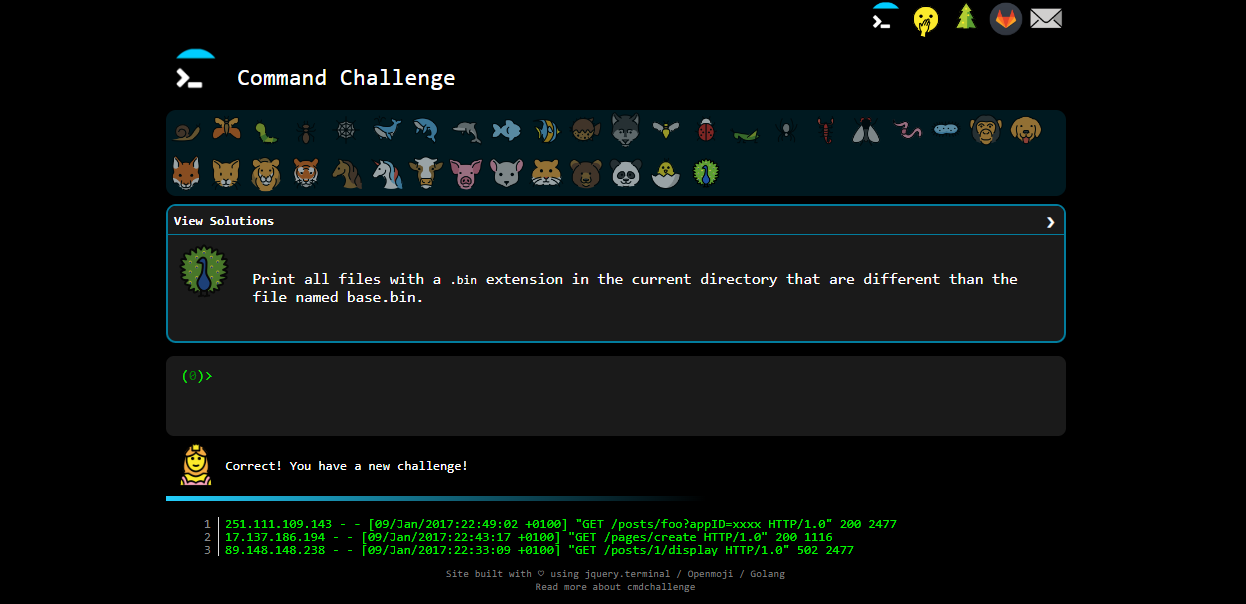 Command Challenge
View Solutions
Print all files with a .bin extension in the current directory that are different than the
file named base.bin.
(0)>
Correct! You have a new challenge!
1 251.111.109.143 - - [09/Jan/2017:22:49:02 +0100] "GET /posts/foo?appID=xxxx HTTP/1.0" 200 2477
2 17.137.186.194 - - [09/Jan/2017:22:43:17 +0100] "GET /pages/create HTTP/1.0" 200 1116
3 89.148.148.238 - - [09/Jan/2017:22:33:09 +0100] "GET /posts/1/display HTTP/1.0" 502 2477
Site built with ♡ using jquery.terminal / Openmoji / Golang
Read more about cmdchallenge